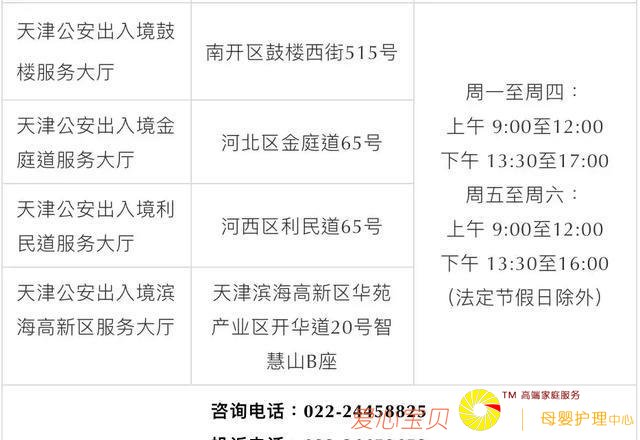 天津公安出入境鼓
楼服务大厅
南开区鼓楼西街515号
天津公安出入境金
庭道服务大厅
河北区金庭道65号
天津公安出入境利
民道服务大厅
河西区利民道65号
天津公安出入境滨
海高新区服务大厅
天津滨海高新区华苑
产业区开华道20号智
慧山B座
周一至周四：
上午 9:00至12:00
下午 13:30至17:00
周五至周六：
上午 9:00至12:00
下午 13:30至16:00
（法定节假日除外）
咨询电话：022-24458825
爱心宝贝
TM 高端家庭服务
母婴护理中心